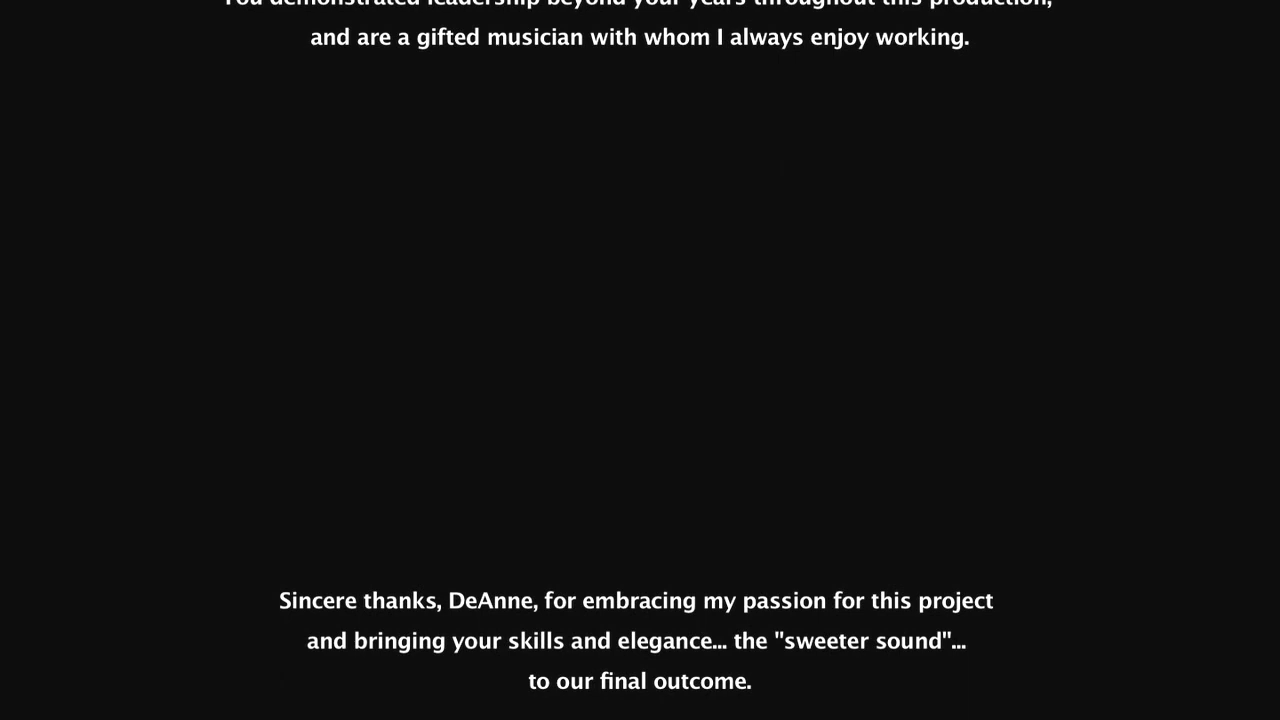 You demonstrated leadership beyond your years throughout this production,
and are a gifted musician with whom I always enjoy working.
Sincere thanks, DeAnne, for embracing my passion for this project
and bringing your skills and elegance... the "sweeter sound"...
to our final outcome.